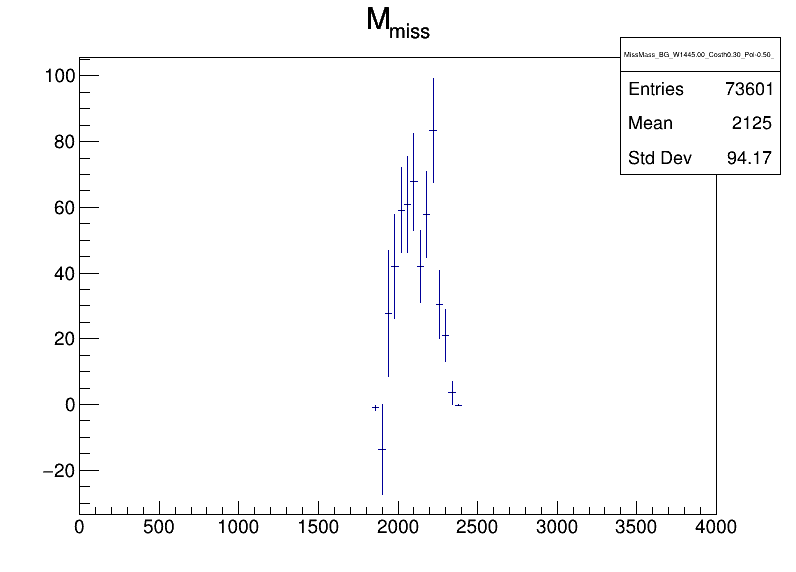 M_miss
MissMass_BG_W1445.00_Costh0.30_Pol-0.50_
Entries 73601
Mean 2125
Std Dev 94.17
100
80
60
40
20
0
−20
0 500 1000 1500 2000 2500 3000 3500 4000